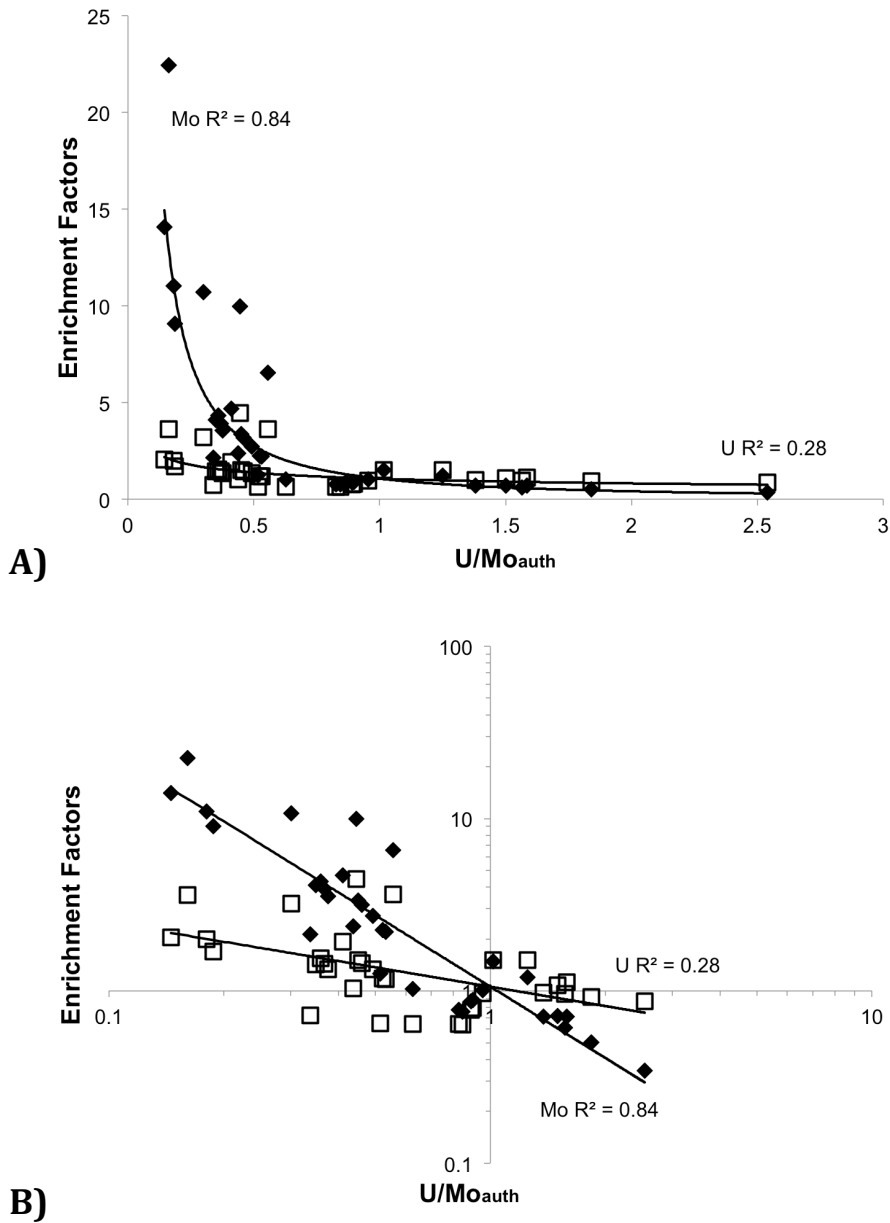 25
20
15
10
5
0
Enrichment Factors
Mo R² = 0.84
U R² = 0.28
0 0.5 1 1.5 2 2.5 3
U/Moauth
A)
100
10
1
0.1
Enrichment Factors
0.1 1 10
U R² = 0.28
Mo R² = 0.84
U/Moauth
B)